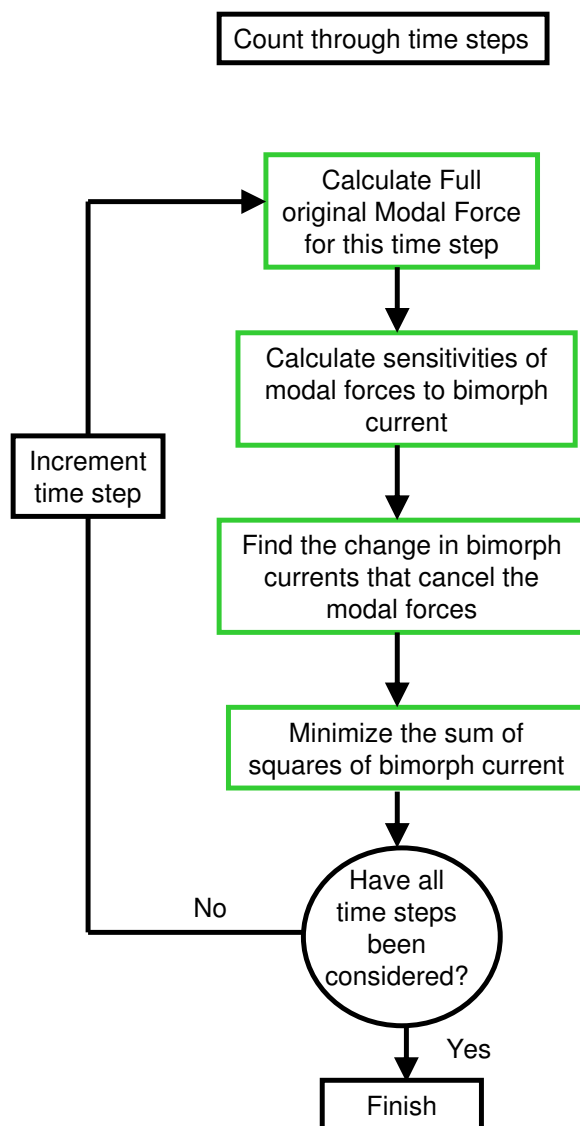 Count through time steps
Calculate Full
original Modal Force
for this time step
Calculate sensitivities of
modal forces to bimorph
current
Increment
time step
Find the change in bimorph
currents that cancel the
modal forces
Minimize the sum of
squares of bimorph current
Have all
time steps
been
considered?
No
Yes
Finish